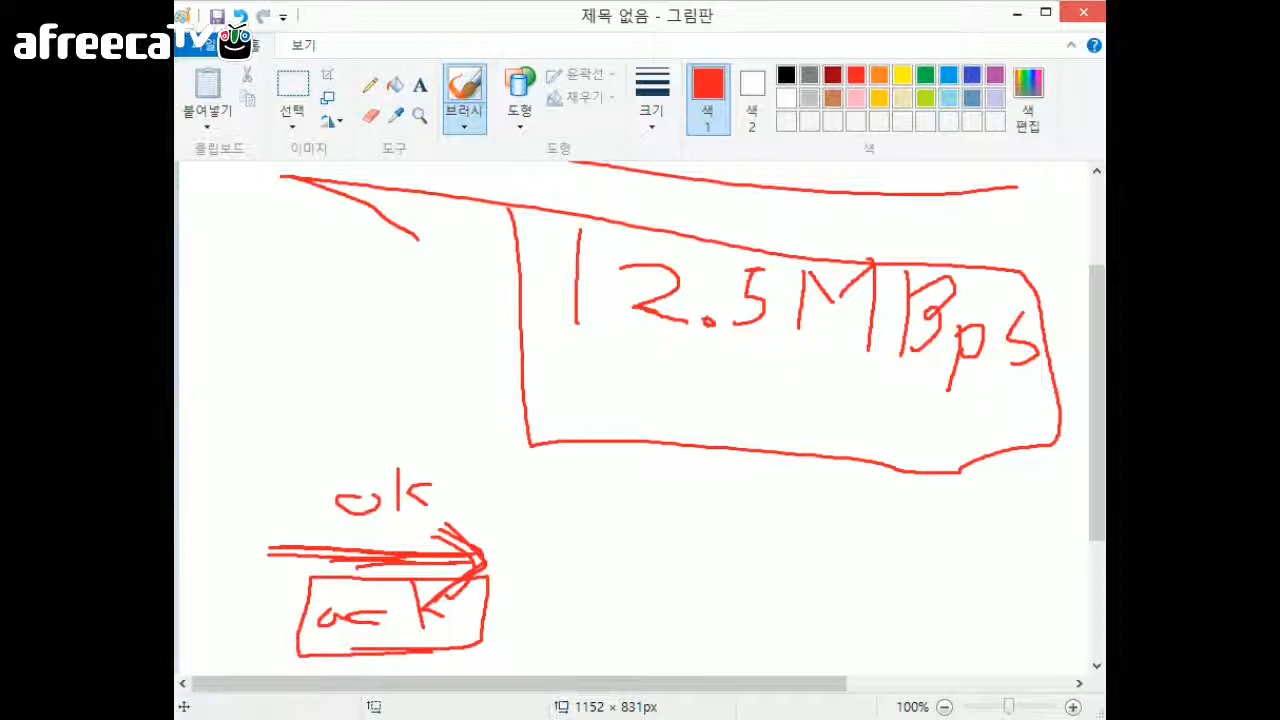 afreecaTV
제목 없음 - 그림판
보기
붙여넣기
선택
브러시
도형
윤곽선
채우기
크기
색
1
색
2
색
편집
클립보드
이미지
도구
도형
색
12.5MBps
ok
ack
1152 × 831px
100%